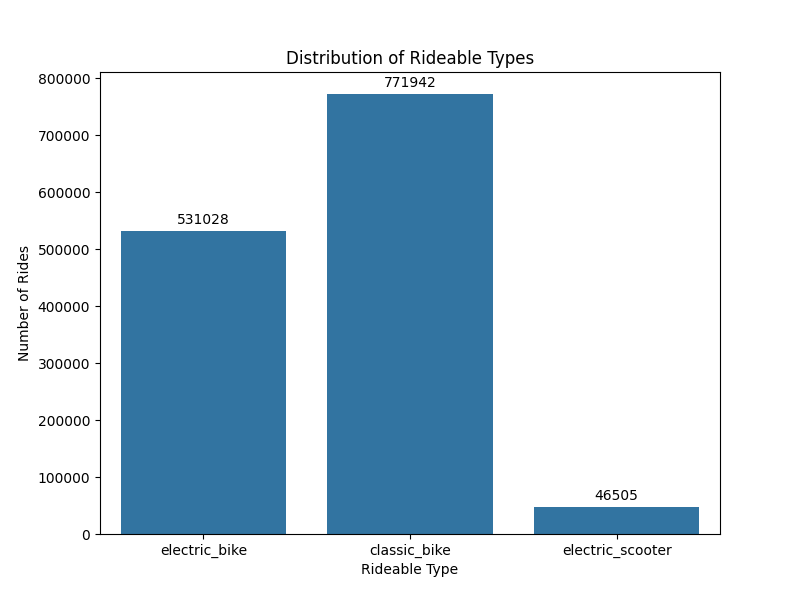 Distribution of Rideable Types
800000
700000
600000
500000
400000
300000
200000
100000
0
Number of Rides
531028
771942
46505
electric_bike
classic_bike
electric_scooter
Rideable Type